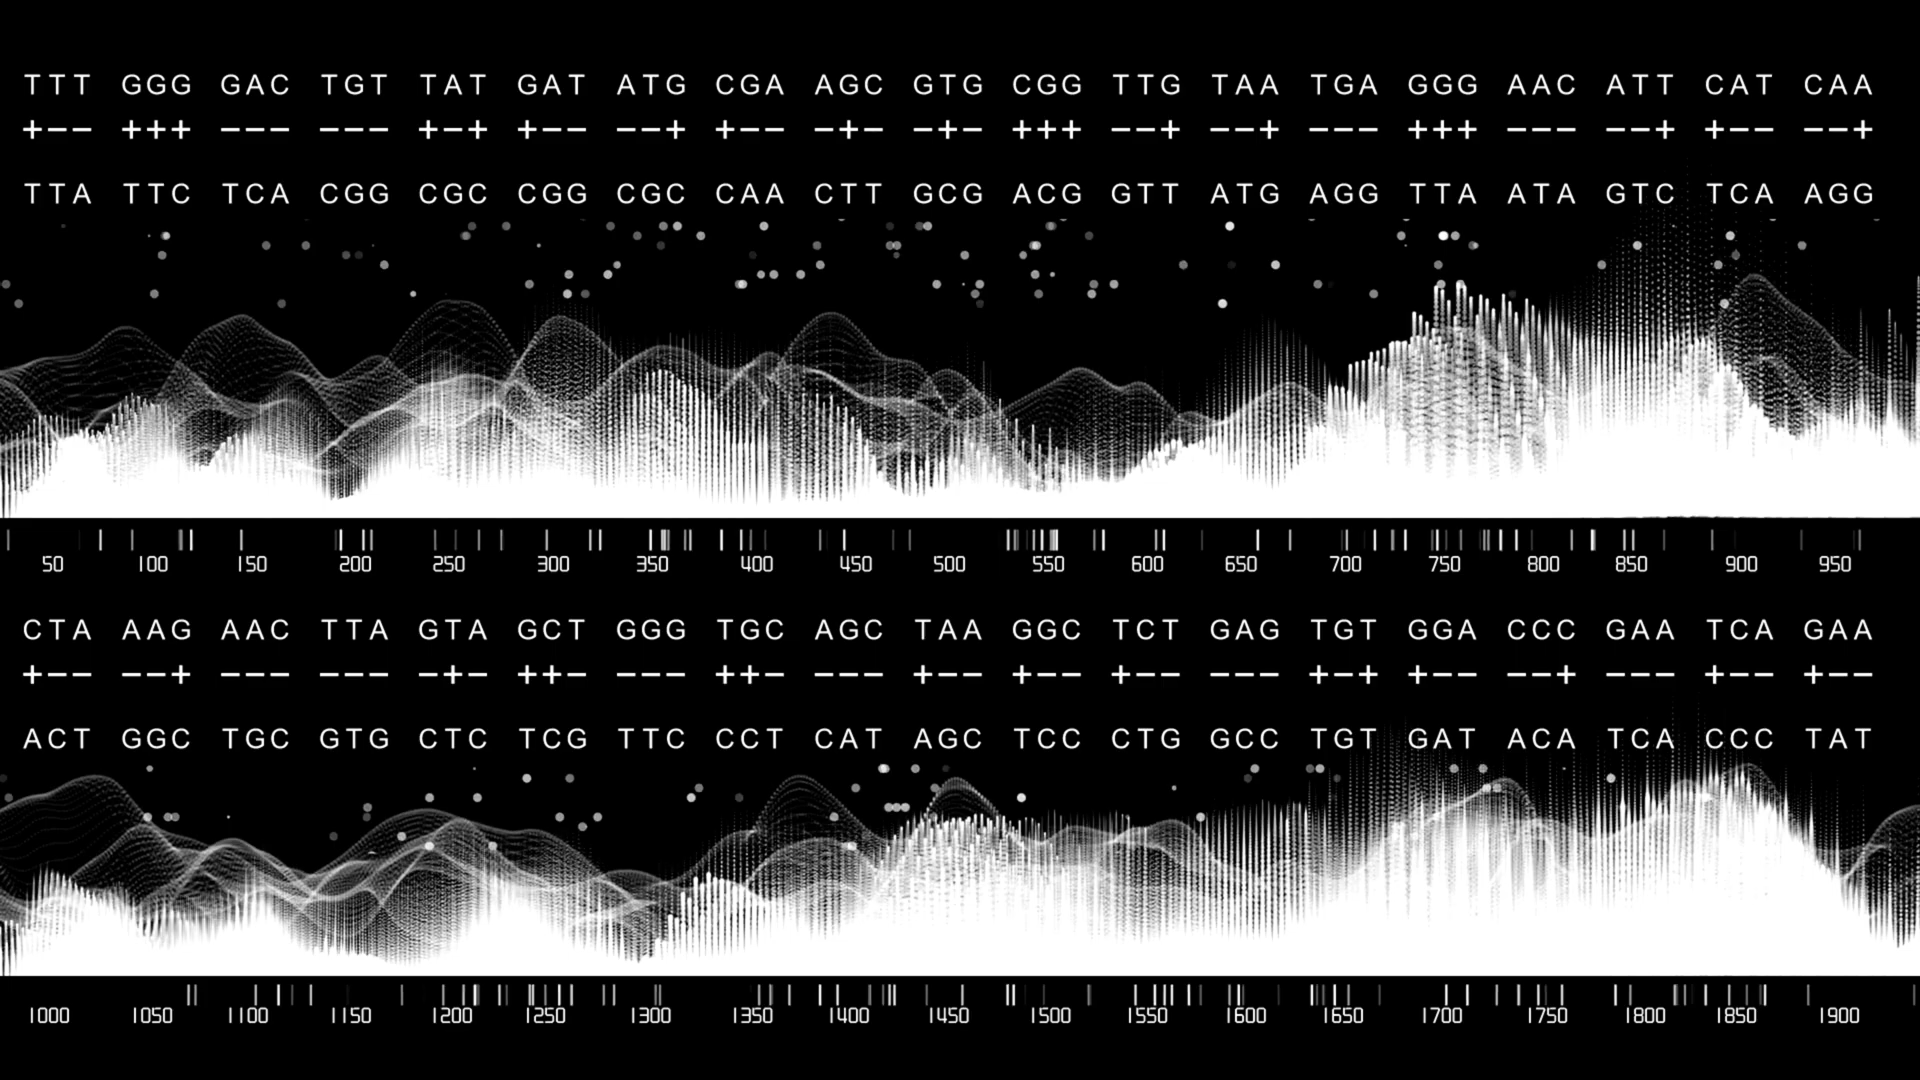 TTT GGG GAC TGT TAT GAT ATG CGA AGC GTG CGG TTG TAA TGA GGG AAC ATT CAT CAA
+−− +++ −−− −−− +−+ +−− −−+ +−− −+− −+− +++ −−+ −−+ −−− +++ −−− −−+ +−− −−+
TTA TTC TCA CGG CGC CGG CGC CAA CTT GCG ACG GTT ATG AGG TTA ATA GTC TCA AGG
50 100 150 200 250 300 350 400 450 500 550 600 650 700 750 800 850 900 950
CTA AAG AAC TTA GTA GCT GGG TGC AGC TAA GGC TCT GAG TGT GGA CCC GAA TCA GAA
+−− −−+ −−− −−− −+− ++− −−− ++− −−− +−− +−− +−− −−− +−+ +−− −−+ −−− +−− +−−
ACT GGC TGC GTG CTC TCG TTC CCT CAT AGC TCC CTG GCC TGT GAT ACA TCA CCC TAT
1000 1050 1100 1150 1200 1250 1300 1350 1400 1450 1500 1550 1600 1650 1700 1750 1800 1850 1900